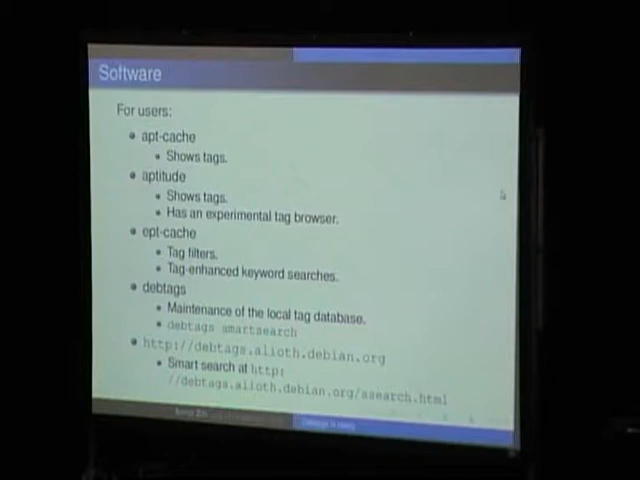 Software
For users:
apt-cache
Shows tags.
aptitude
Shows tags.
Has an experimental tag browser.
ept-cache
Tag filters.
Tag-enhanced keyword searches.
debtags
Maintenance of the local tag database.
debtags smartsearch
http://debtags.alioth.debian.org
Smart search at http:
//debtags.alioth.debian.org/ssearch.html